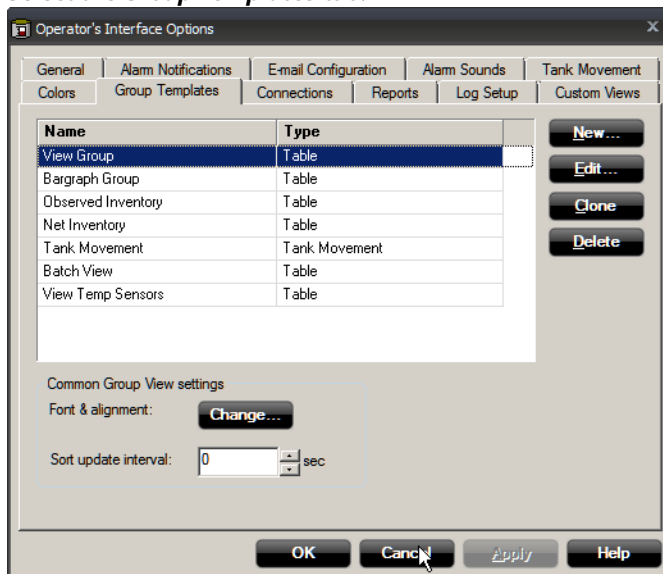 Operator's Interface Options x
General Alarm Notifications E-mail Configuration Alarm Sounds Tank Movement
Colors Group Templates Connections Reports Log Setup Custom Views
Name Type
View Group Table
Bargraph Group Table
Observed Inventory Table
Net Inventory Table
Tank Movement Tank Movement
Batch View Table
View Temp Sensors Table
New...
Edit...
Clone
Delete
Common Group View settings
Font & alignment: Change...
Sort update interval: 0 sec
OK Cancel Apply Help